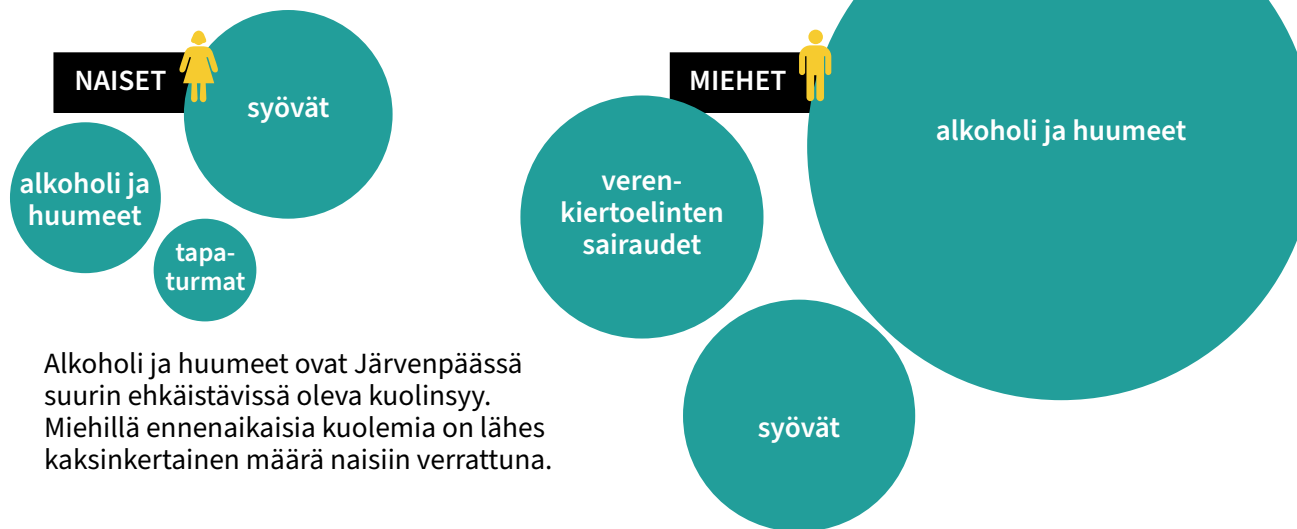 NAISET
syövät
alkoholi ja
huumeet
tapa-
turmat
MIEHET
alkoholi ja huumeet
veren-
kiertoelinten
sairaudet
syövät
Alkoholi ja huumeet ovat Järvenpäässä
suurin ehkäistävissä oleva kuolinsyy.
Miehillä ennenaikaisia kuolemia on lähes
kaksinkertainen määrä naisiin verrattuna.